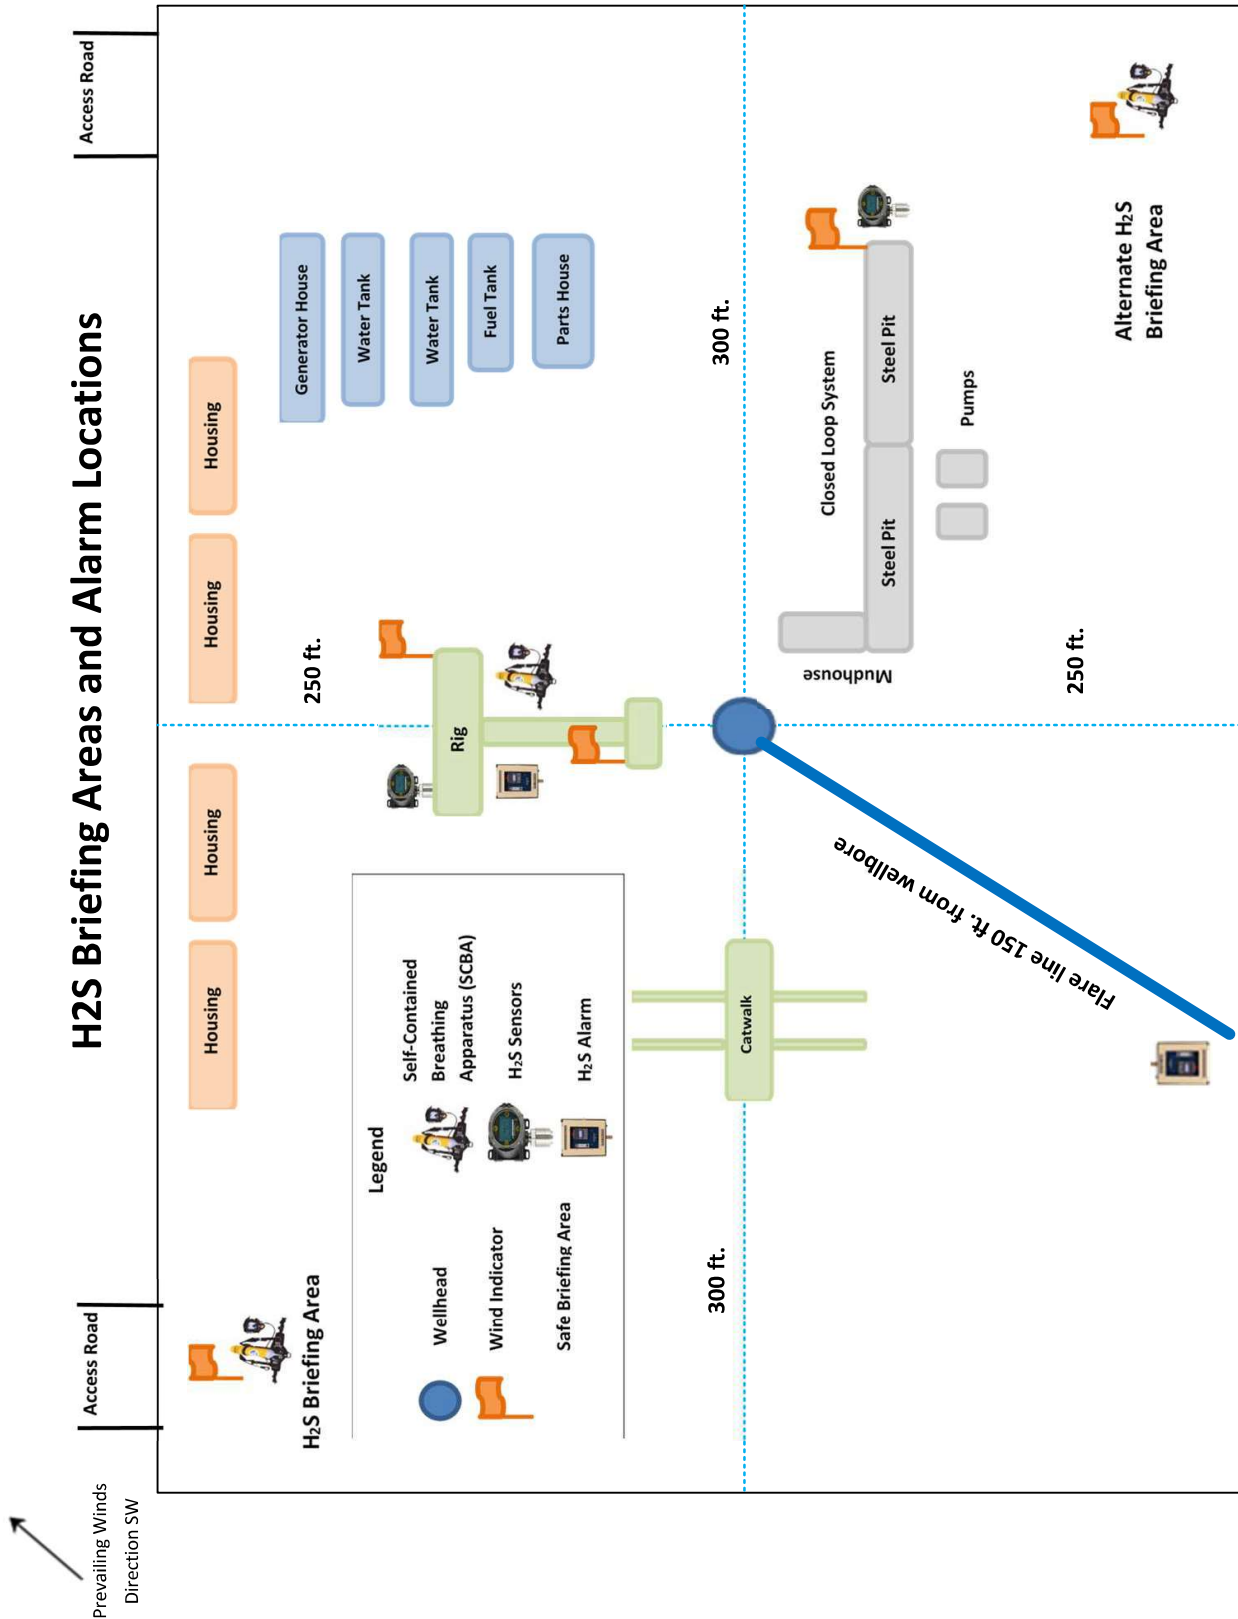 H2S Briefing Areas and Alarm Locations
Prevailing Winds
Direction SW
Access Road
Access Road
Housing
Housing
Housing
Housing
H₂S Briefing Area
250 ft.
Generator House
Water Tank
Water Tank
Fuel Tank
Parts House
Rig
Legend
Wellhead
Wind Indicator
Safe Briefing Area
Self-Contained
Breathing
Apparatus (SCBA)
H₂S Sensors
H₂S Alarm
300 ft.
300 ft.
Catwalk
Mudhouse
Closed Loop System
Steel Pit
Steel Pit
Pumps
Flare line 150 ft. from wellbore
250 ft.
Alternate H₂S
Briefing Area